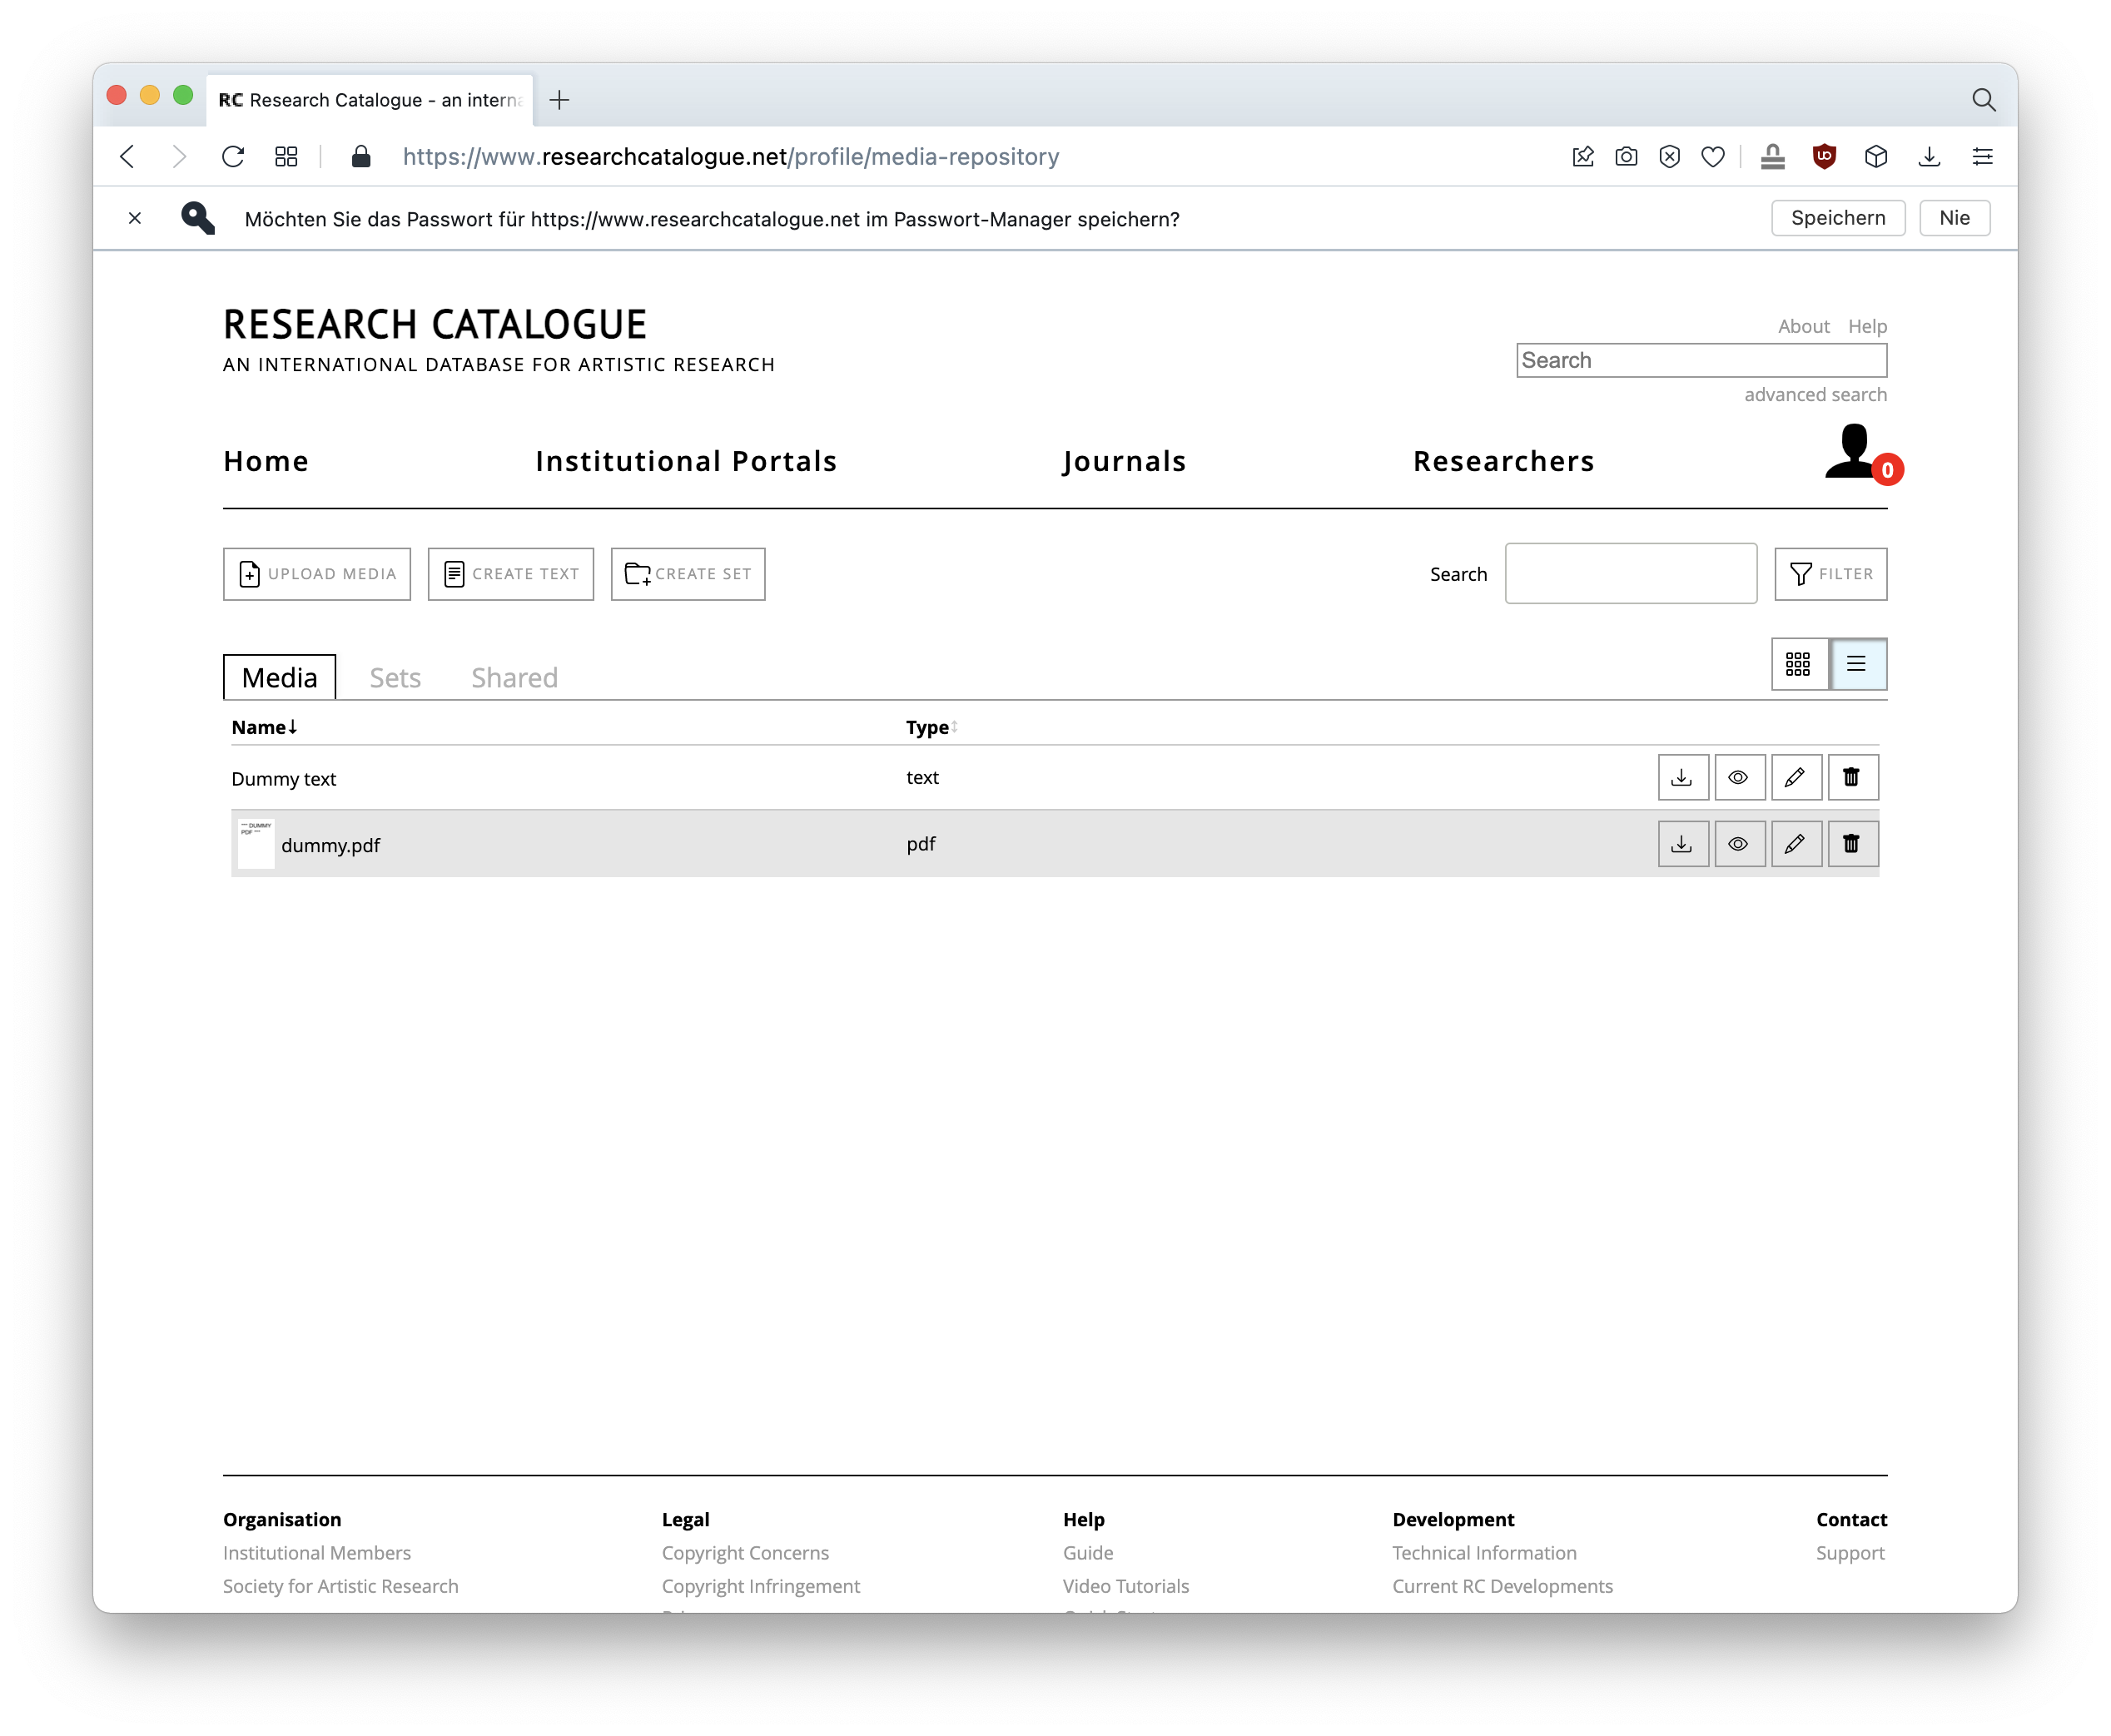 RC Research Catalogue - an interna
https://www.researchcatalogue.net/profile/media-repository
Möchten Sie das Passwort für https://www.researchcatalogue.net im Passwort-Manager speichern?
Speichern
Nie
RESEARCH CATALOGUE
AN INTERNATIONAL DATABASE FOR ARTISTIC RESEARCH
About Help
Search
advanced search
Home Institutional Portals Journals Researchers 0
UPLOAD MEDIA CREATE TEXT CREATE SET Search FILTER
Media Sets Shared
Name↓ Type↕
Dummy text text
*** DUMMY
PDF ***
dummy.pdf pdf
Organisation Legal Help Development Contact
Institutional Members Copyright Concerns Guide Technical Information Support
Society for Artistic Research Copyright Infringement Video Tutorials Current RC Developments